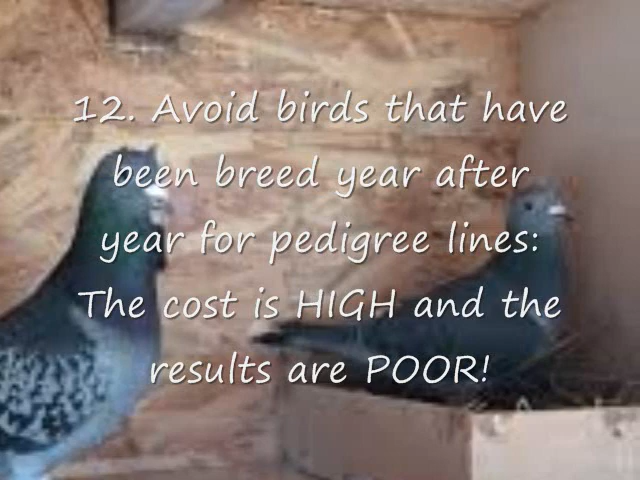 12. Avoid birds that have
been breed year after
year for pedigree lines:
The cost is HIGH and the
results are POOR!